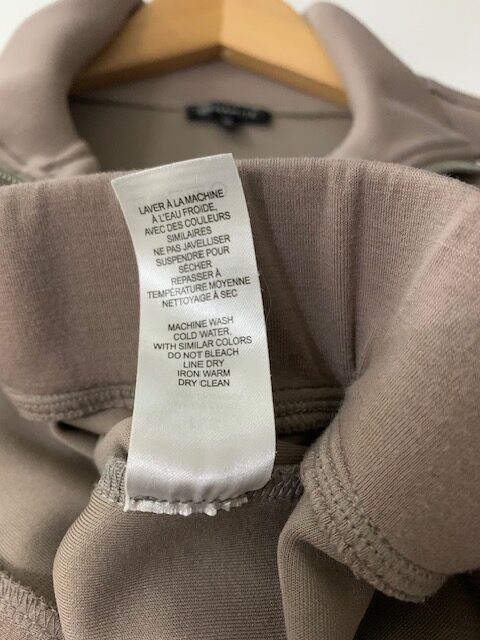 LAVER À LA MACHINE
À L'EAU FROIDE,
AVEC DES COULEURS
SIMILAIRES
NE PAS JAVELLISER
SUSPENDRE POUR
SÉCHER
REPASSER À
TEMPÉRATURE MOYENNE
NETTOYAGE À SEC
MACHINE WASH
COLD WATER,
WITH SIMILAR COLORS
DO NOT BLEACH
LINE DRY
IRON WARM
DRY CLEAN